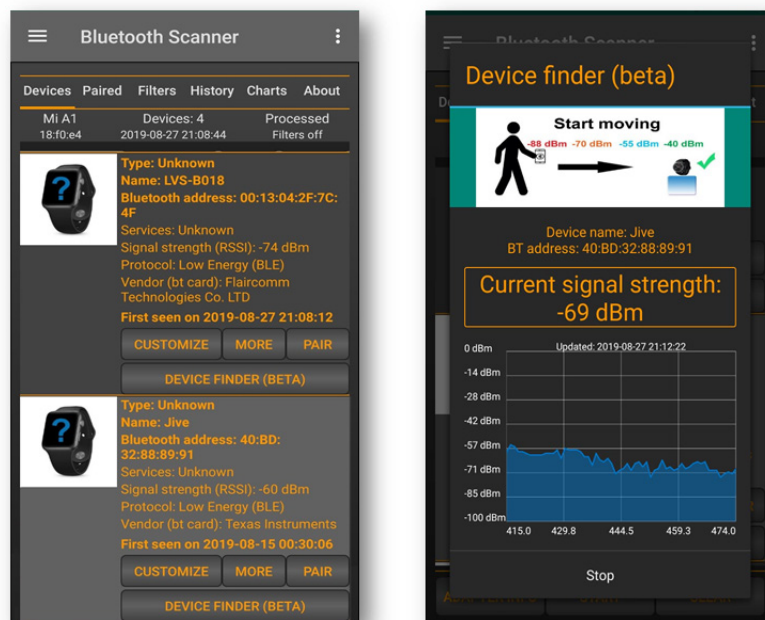 Bluetooth Scanner
Devices Paired Filters History Charts About
Mi A1 Devices: 4 Processed
18:f0:e4 2019-08-27 21:08:44 Filters off
Type: Unknown
Name: LVS-B018
Bluetooth address: 00:13:04:2F:7C:
4F
Services: Unknown
Signal strength (RSSI): -74 dBm
Protocol: Low Energy (BLE)
Vendor (bt card): Flaircomm
Technologies Co. LTD
First seen on 2019-08-27 21:08:12
CUSTOMIZE MORE PAIR
DEVICE FINDER (BETA)
Type: Unknown
Name: Jive
Bluetooth address: 40:BD:
32:88:89:91
Services: Unknown
Signal strength (RSSI): -60 dBm
Protocol: Low Energy (BLE)
Vendor (bt card): Texas Instruments
First seen on 2019-08-15 00:30:06
CUSTOMIZE MORE PAIR
DEVICE FINDER (BETA)
Bluetooth Scanner
Device finder (beta)
Start moving
-88 dBm -70 dBm -55 dBm -40 dBm
Device name: Jive
BT address: 40:BD:32:88:89:91
Current signal strength:
-69 dBm
0 dBm Updated: 2019-08-27 21:12:22
-14 dBm
-28 dBm
-42 dBm
-57 dBm
-71 dBm
-85 dBm
-100 dBm
415.0 429.8 444.5 459.3 474.0
Stop